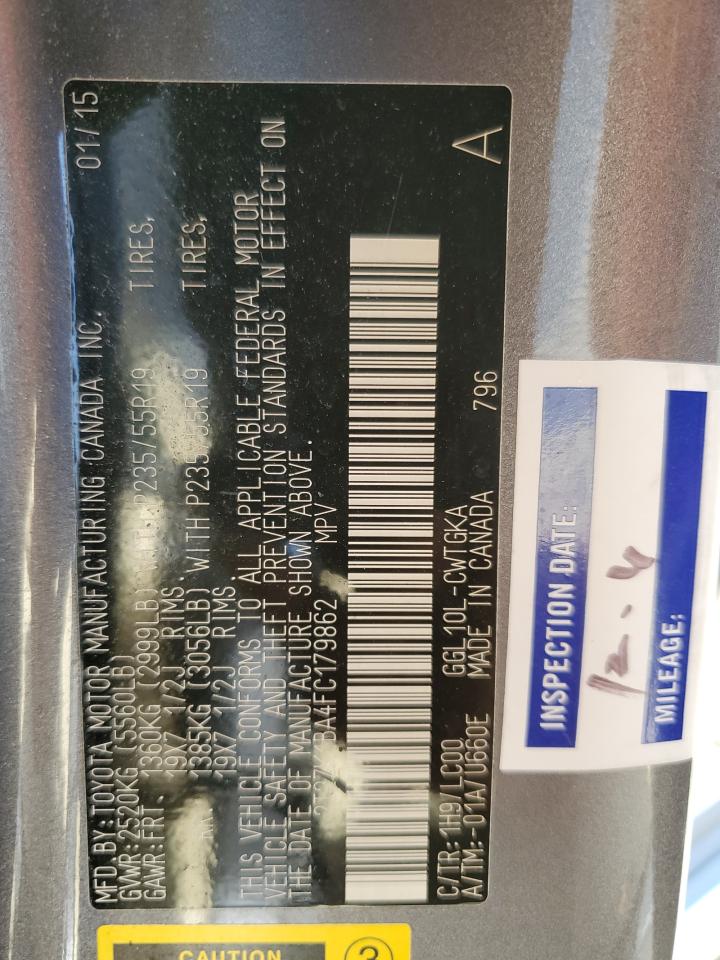 MFD.BY:TOYOTA MOTOR MANUFACTURING CANADA INC. 01/15
GVWR:2520KG (5560LB)
GAWR:FRT. 1360KG (2999LB) WITH P235/55R19 TIRES,
19X7 1/2J RIMS
1385KG (3056LB) WITH P235/55R19 TIRES,
19X7 1/2J RIMS.
THIS VEHICLE CONFORMS TO ALL APPLICABLE FEDERAL MOTOR
VEHICLE SAFETY AND THEFT PREVENTION STANDARDS IN EFFECT ON
THE DATE OF MANUFACTURE SHOWN ABOVE.
BA4FC179862 MPV
C/TR:1H9/LC00 GGL10L-CWTGKA
A/TM:-01A/U660E MADE IN CANADA 796 A
INSPECTION DATE:
MILEAGE:
CAUTION